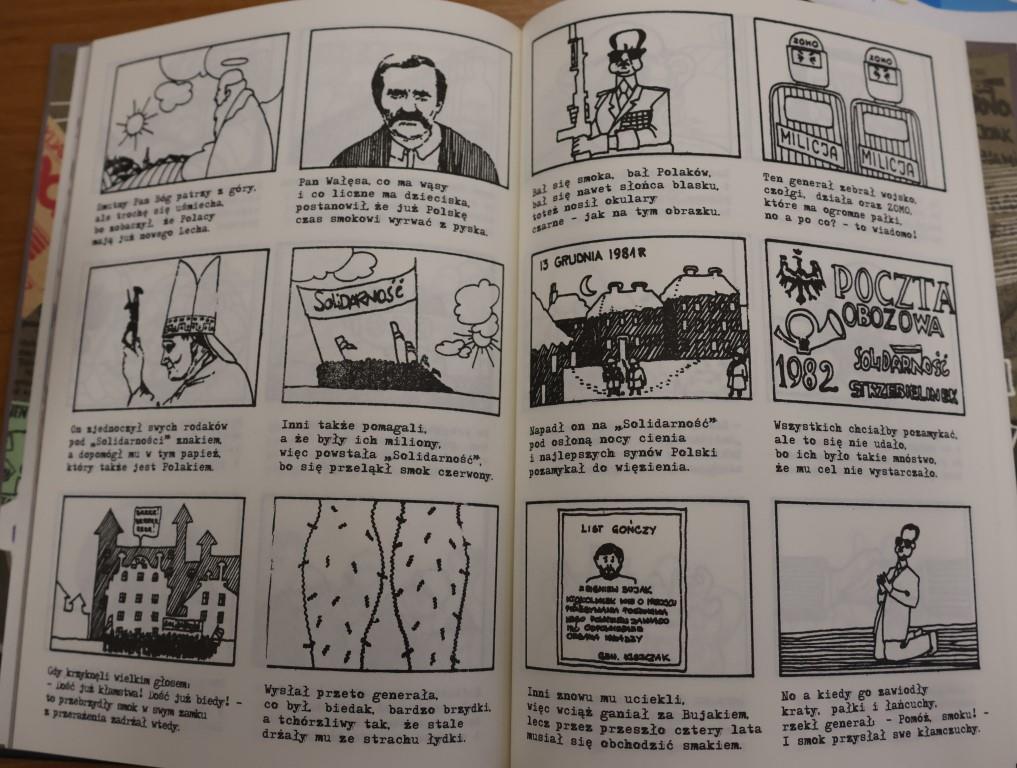 Smutny Pan Bóg patrzy z góry,
ale trochę się uśmiecha,
bo zobaczył, że Polacy
mają już nowego Lecha.
Pan Wałęsa, co ma wąsy
i co liczne ma dzieciska,
postanowił, że już Polskę
czas smokowi wyrwać z pyska.
On zjednoczył swych rodaków
pod „Solidarności” znakiem,
a dopomógł mu w tym papież,
który także jest Polakiem.
SOLIDARNOŚĆ
Inni także pomagali,
a że były ich miliony,
więc powstała „Solidarność”,
bo się przeląkł smok czerwony.
Gdy krzyknęli wielkim głosem:
- Dość już kłamstwa! Dość już biedy! -
to przebrzydły smok w swym zamku
z przerażenia zadrżał wtedy.
Wysłał przeto generała,
co był, biedak, bardzo brzydki,
a tchórzliwy tak, że stale
drżały mu ze strachu łydki.
Bał się smoka, bał Polaków,
bał się nawet słońca blasku,
toteż nosił okulary
czarne - jak na tym obrazku.
ZOMO
ZOMO
MILICJA
MILICJA
Ten generał zebrał wojsko,
czołgi, działa oraz ZOMO,
które ma ogromne pałki,
no a po co? - to wiadomo!
13 GRUDNIA 1981R
Napadł on na „Solidarność”
pod osłoną nocy cienia
i najlepszych synów Polski
pozamykał do więzienia.
POCZTA
OBOZOWA
1982
SOLIDARNOŚĆ
STRZEBIELINEK
Wszystkich chciałby pozamykać,
ale to się nie udało,
bo ich było takie mnóstwo,
że mu cel nie wystarczało.
LIST GOŃCZY
ZBIGNIEW BUJAK
KTOKOLWIEK WIE O MIEJSCU
GEN. KISZCZAK
Inni znowu mu uciekli,
więc wciąż ganiał za Bujakiem,
lecz przez przeszło cztery lata
musiał się obchodzić smakiem.
No a kiedy go zawiodły
kraty, pałki i łańcuchy,
rzekł generał - Pomóż, smoku! -
I smok przysłał swe kłamczuchy.